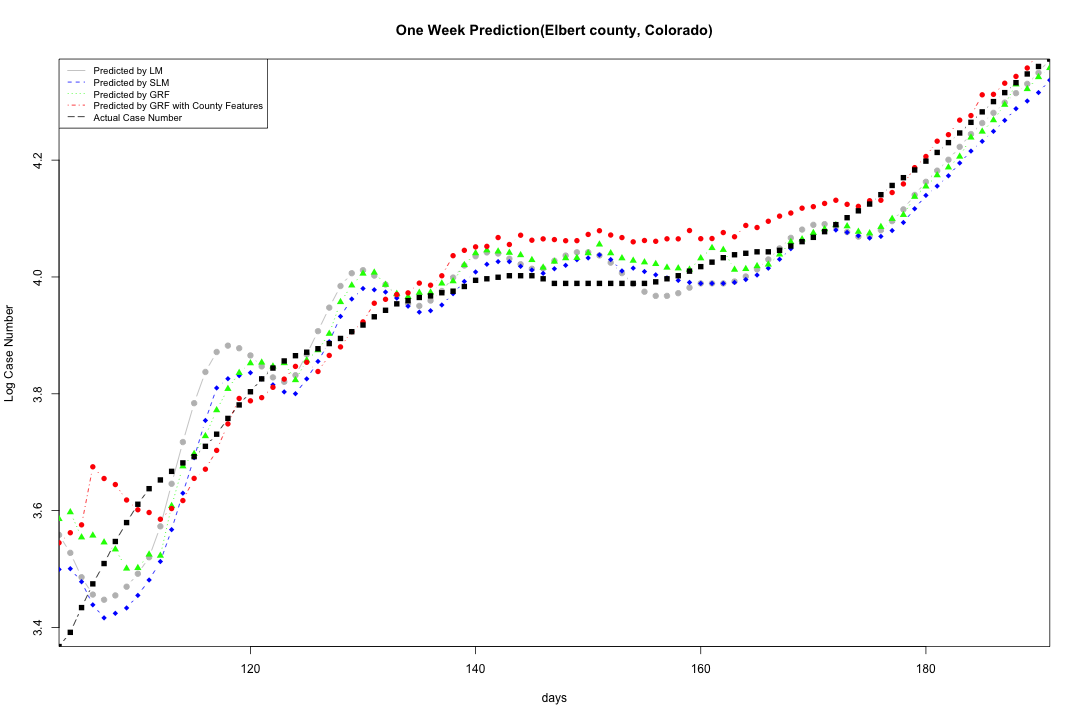 One Week Prediction(Elbert county, Colorado)
Predicted by LM
Predicted by SLM
Predicted by GRF
Predicted by GRF with County Features
Actual Case Number
Log Case Number
4.2
4.0
3.8
3.6
3.4
120 140 160 180
days